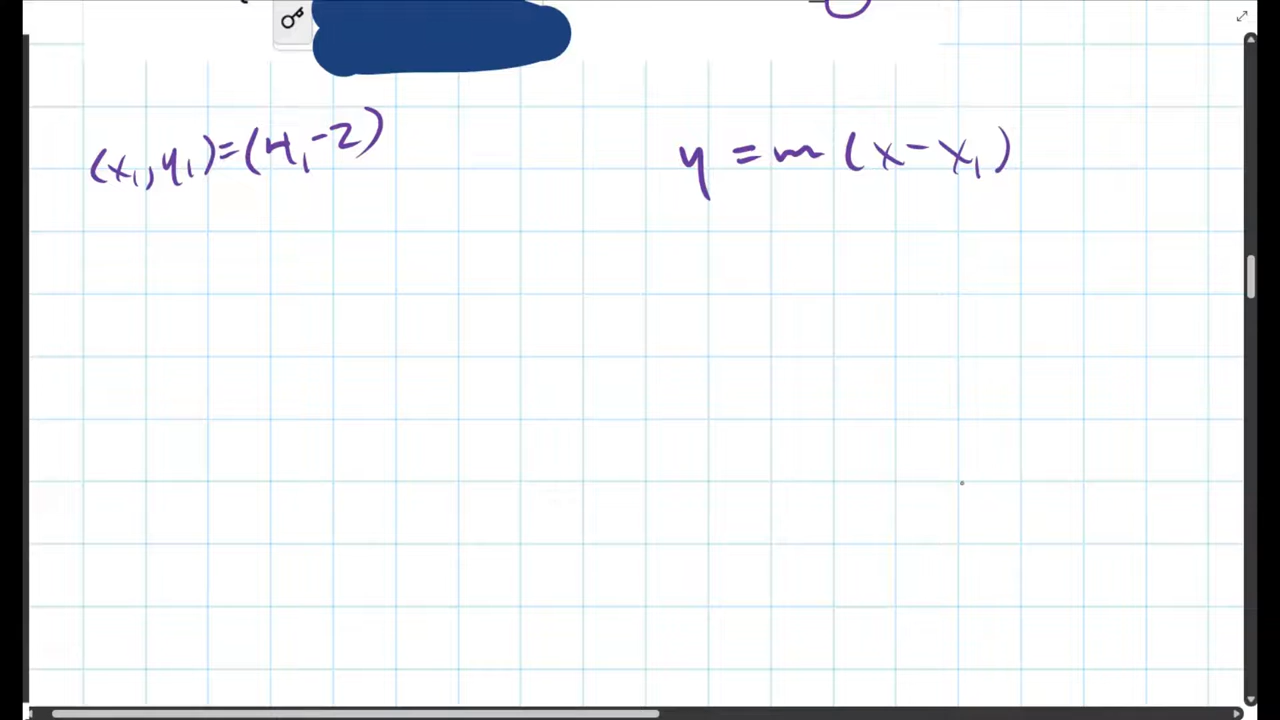 (x₁, y₁) = (4, -2)
y = m (x - x₁)